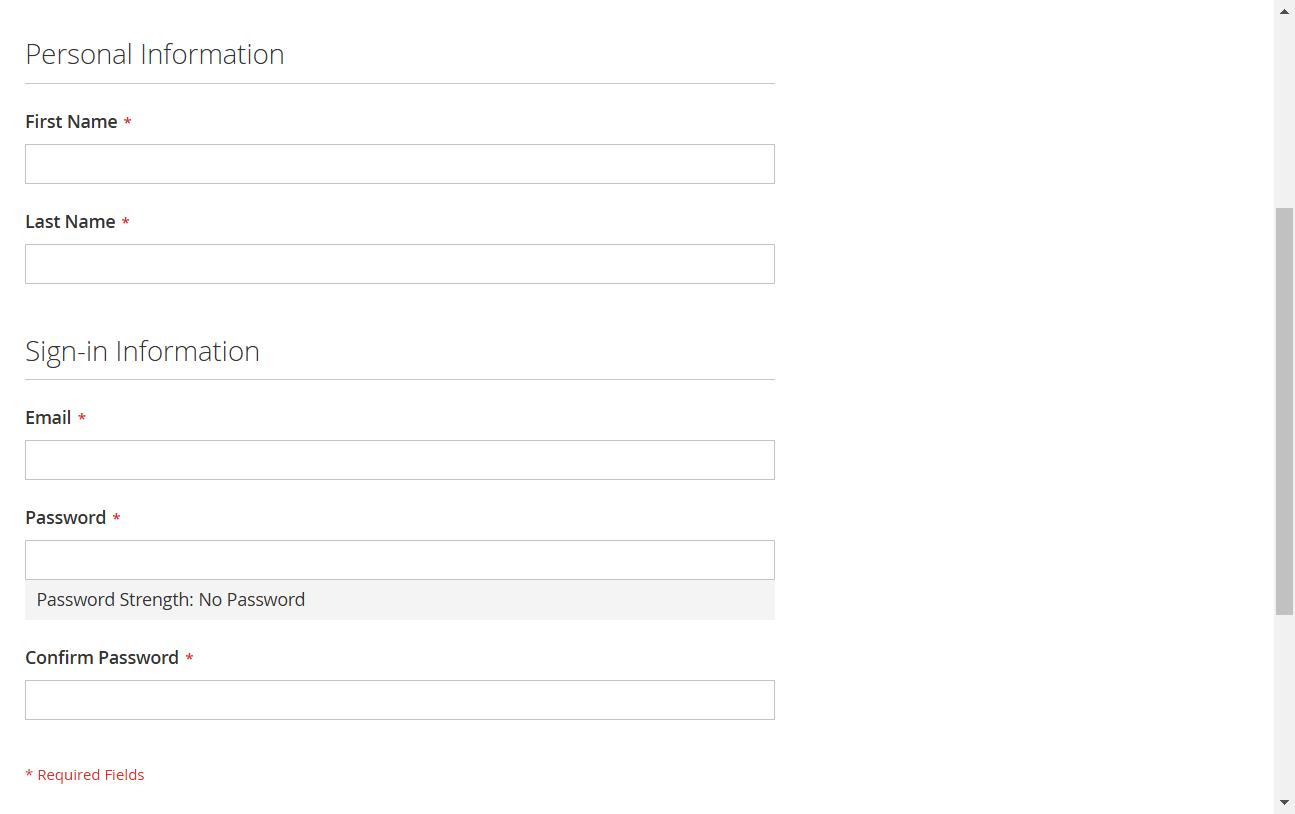 Personal Information
First Name *
Last Name *
Sign-in Information
Email *
Password *
Password Strength: No Password
Confirm Password *
* Required Fields